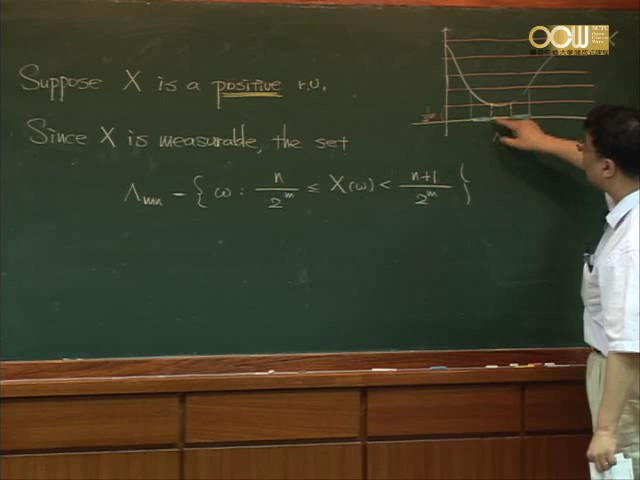 OCW
Suppose X is a positive r.v.
Since X is measurable, the set
Λmn = { ω : n/2^m ≤ X(ω) < n+1/2^m }